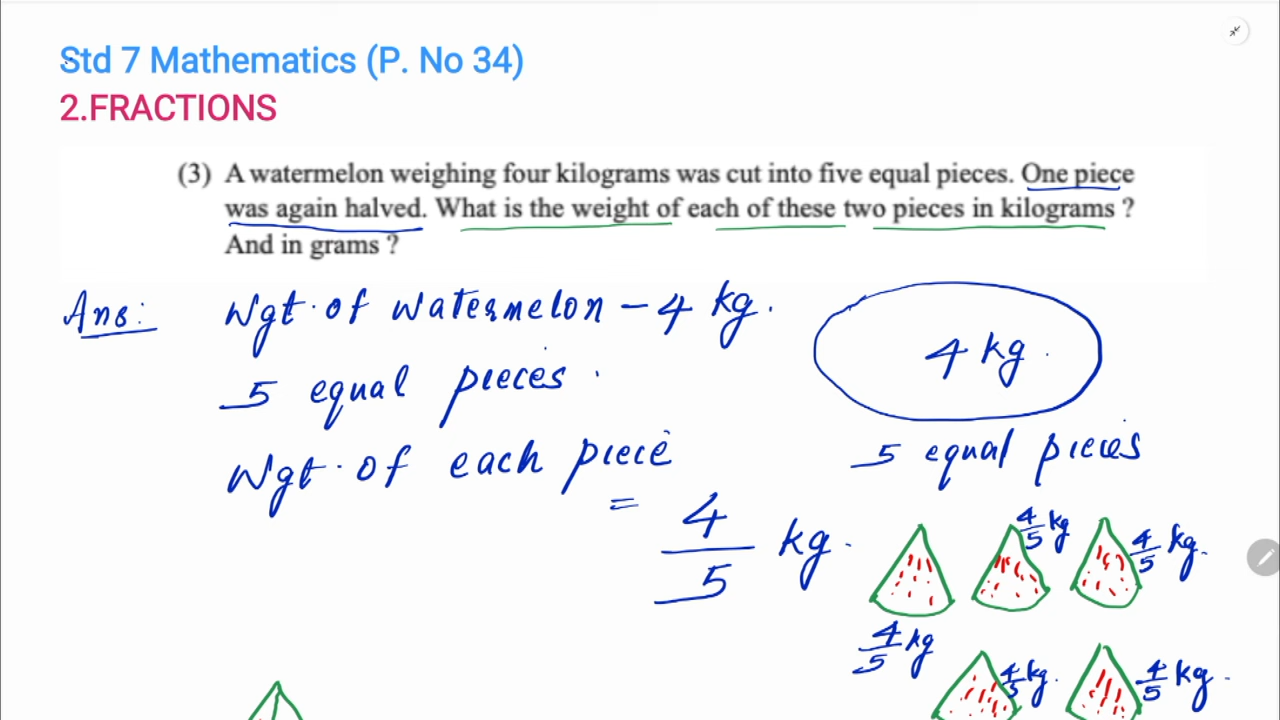 Std 7 Mathematics (P. No 34)
2.FRACTIONS
(3) A watermelon weighing four kilograms was cut into five equal pieces. One piece
was again halved. What is the weight of each of these two pieces in kilograms ?
And in grams ?
Ans: Wgt. of watermelon - 4 kg.
4 kg.
5 equal pieces.
5 equal pieces
Wgt. of each piece
= 4/5 kg.
4/5 kg
4/5 kg.
4/5 kg
4/5 kg.
4/5 kg.